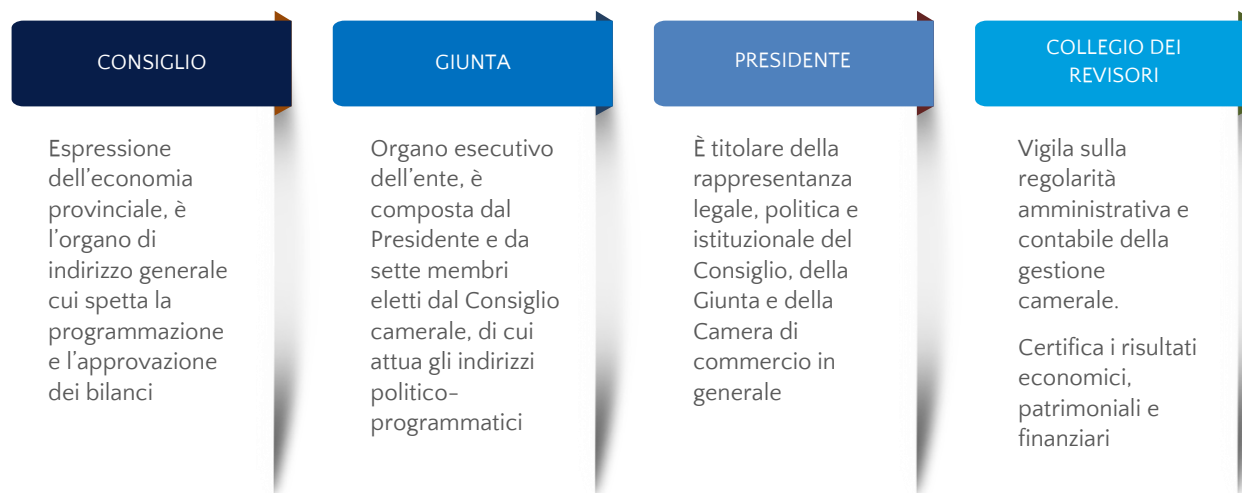 CONSIGLIO
Espressione
dell’economia
provinciale, è
l’organo di
indirizzo generale
cui spetta la
programmazione
e l’approvazione
dei bilanci
GIUNTA
Organo esecutivo
dell’ente, è
composta dal
Presidente e da
sette membri
eletti dal Consiglio
camerale, di cui
attua gli indirizzi
politico-
programmatici
PRESIDENTE
È titolare della
rappresentanza
legale, politica e
istituzionale del
Consiglio, della
Giunta e della
Camera di
commercio in
generale
COLLEGIO DEI
REVISORI
Vigila sulla
regolarità
amministrativa e
contabile della
gestione
camerale.
Certifica i risultati
economici,
patrimoniali e
finanziari